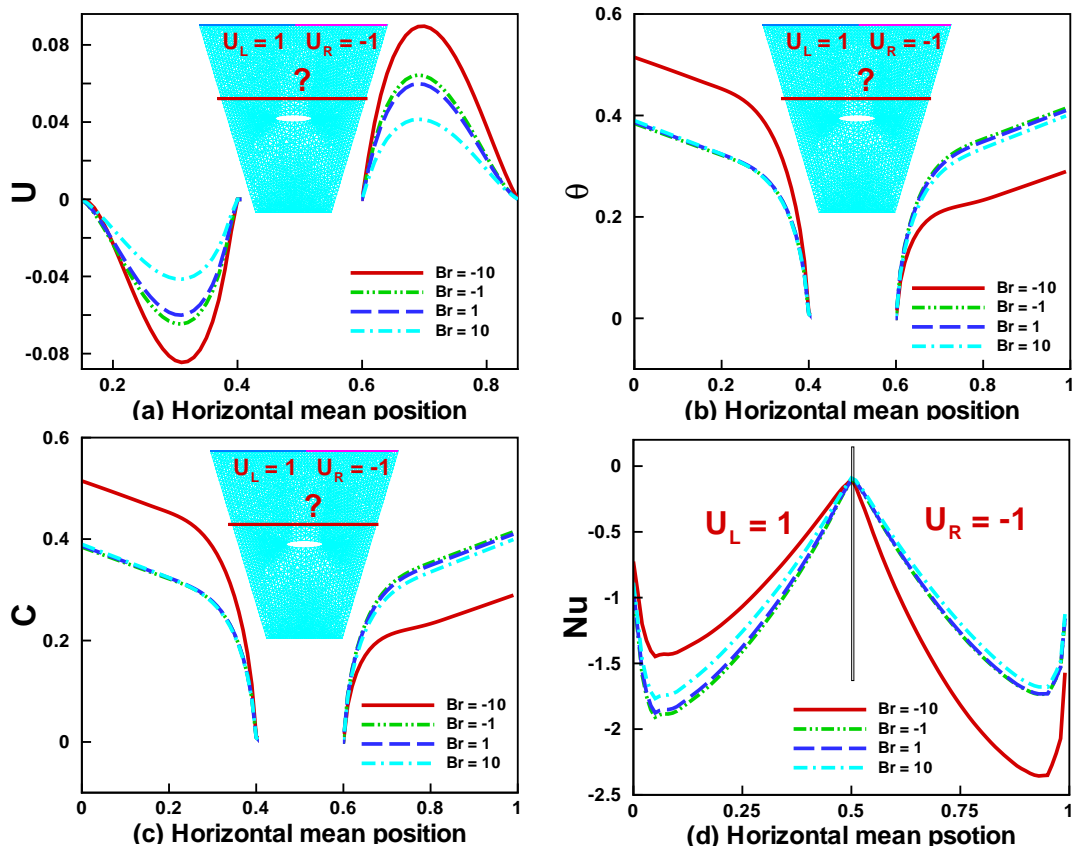 U_L = 1 U_R = -1
?
U
0.08
0.04
0
-0.04
-0.08
Br = -10
Br = -1
Br = 1
Br = 10
0.2 0.4 0.6 0.8
(a) Horizontal mean position
U_L = 1 U_R = -1
?
θ
0.6
0.4
0.2
0
Br = -10
Br = -1
Br = 1
Br = 10
0 0.2 0.4 0.6 0.8 1
(b) Horizontal mean position
U_L = 1 U_R = -1
?
C
0.6
0.4
0.2
0
Br = -10
Br = -1
Br = 1
Br = 10
0 0.2 0.4 0.6 0.8 1
(c) Horizontal mean position
U_L = 1 U_R = -1
Nu
0
-0.5
-1
-1.5
-2
-2.5
Br = -10
Br = -1
Br = 1
Br = 10
0 0.25 0.5 0.75 1
(d) Horizontal mean psotion